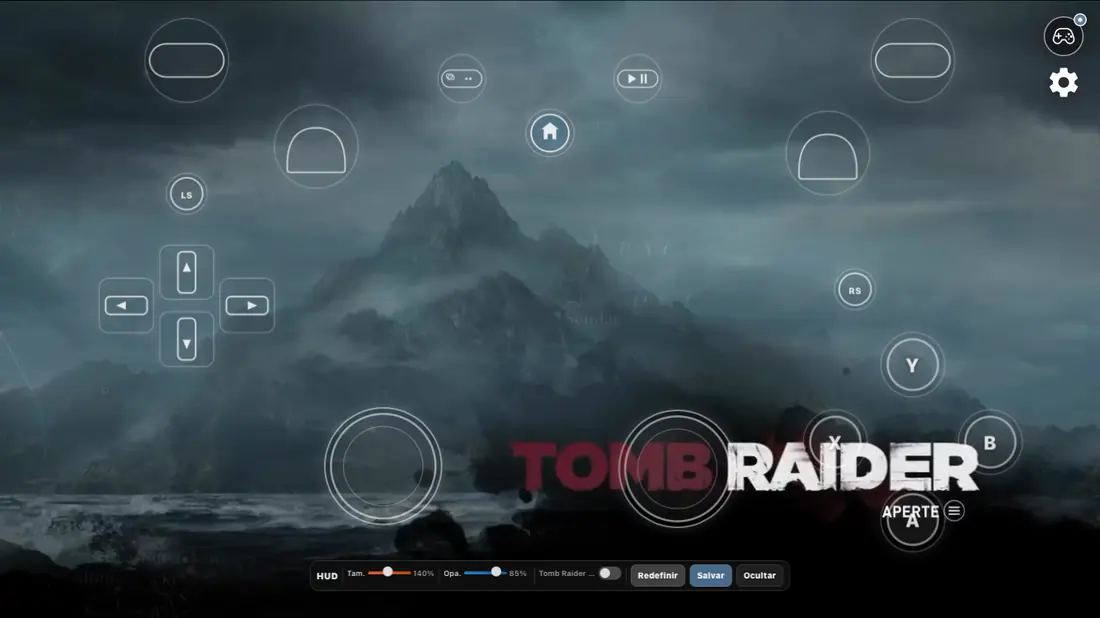 LS
RS
Y
X
B
TOMB RAIDER
APERTE
A
HUD Tam. 140% Opa. 85% Tomb Raider ... Redefinir Salvar Ocultar